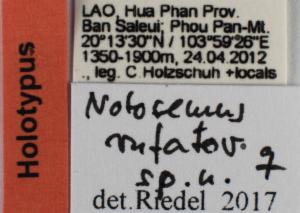 Holotypus
LAO, Hua Phan Prov.
Ban Saleui; Phou Pan-Mt.
20°13'30"N / 103°59'26"E
1350-1900m, 24.04.2012
., leg. C Holzschuh +locals
Notosemus
rufatov.
sp.n. ♀
det.Riedel 2017